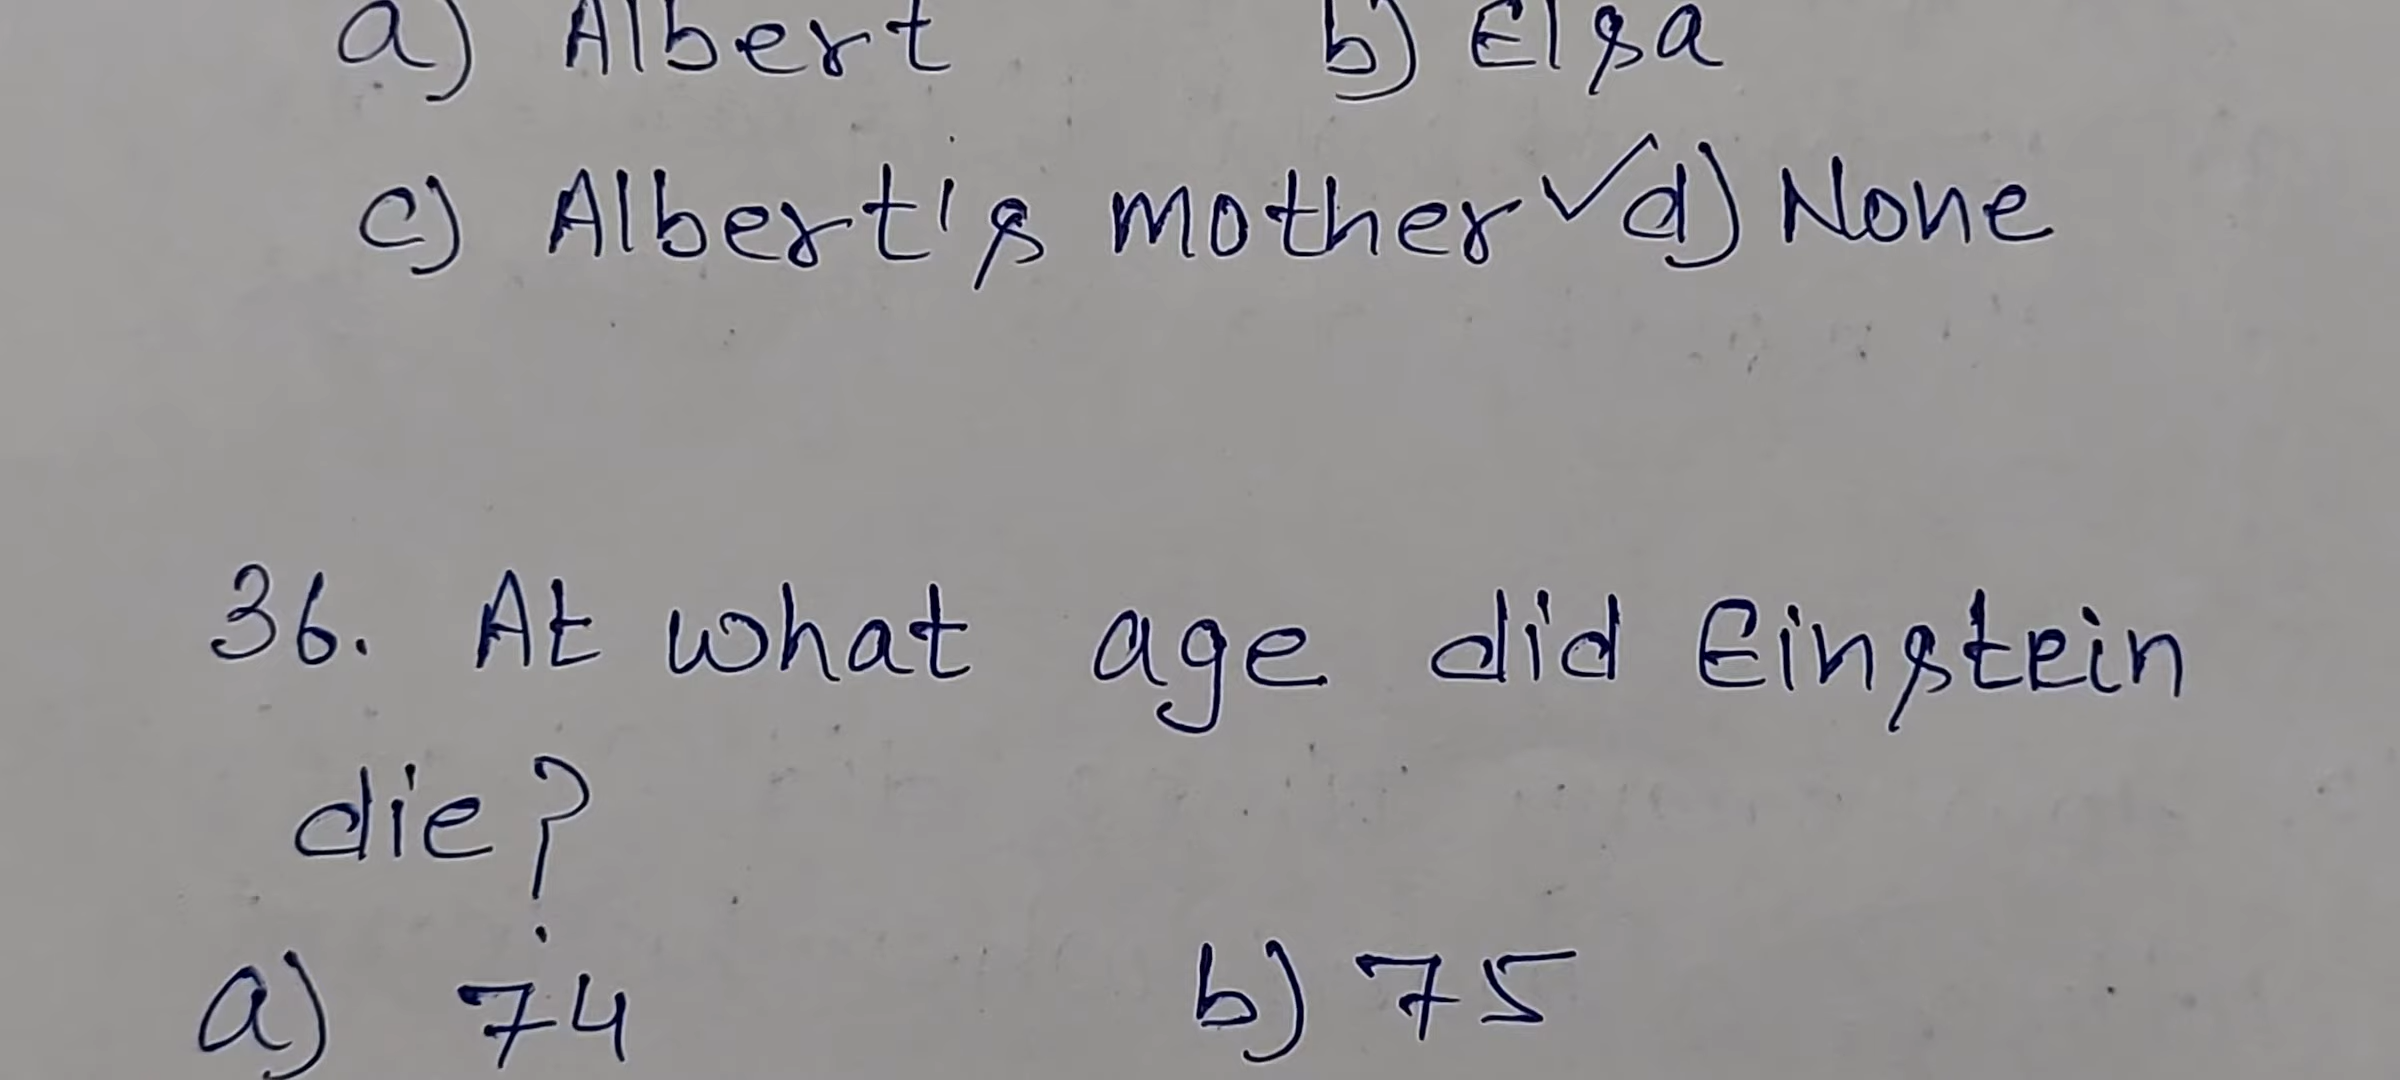 a) Albert b) Elsa
c) Albert's mother ✓ d) None
36. At what age did Einstein
die?
a) 74 b) 75